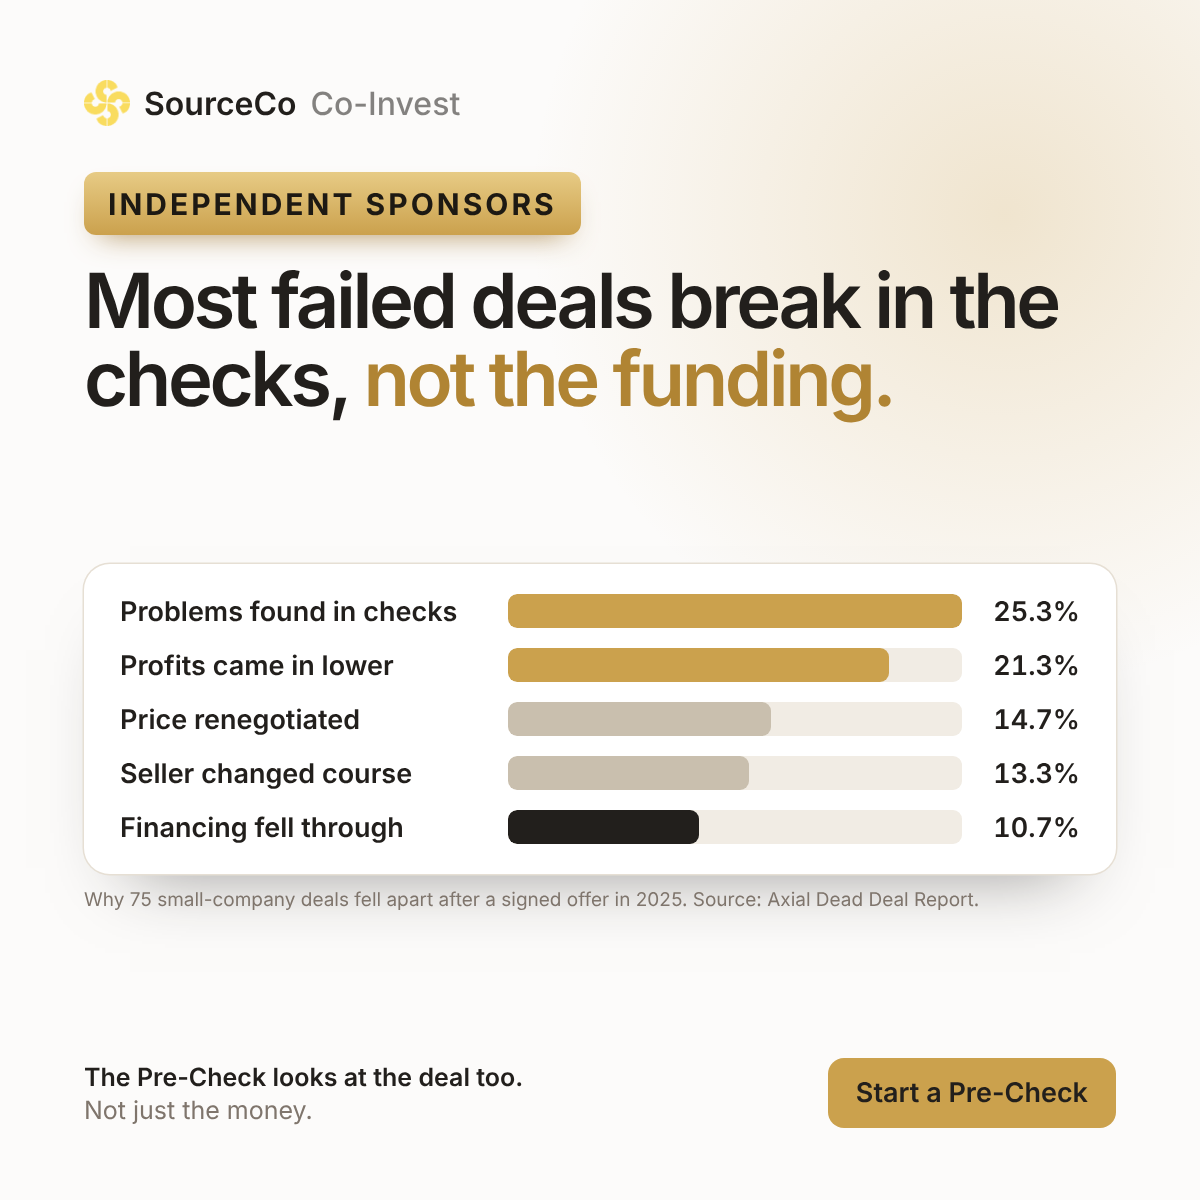 SourceCo Co-Invest
INDEPENDENT SPONSORS
Most failed deals break in the
checks, not the funding.
Problems found in checks 25.3%
Profits came in lower 21.3%
Price renegotiated 14.7%
Seller changed course 13.3%
Financing fell through 10.7%
Why 75 small-company deals fell apart after a signed offer in 2025. Source: Axial Dead Deal Report.
The Pre-Check looks at the deal too.
Not just the money.
Start a Pre-Check